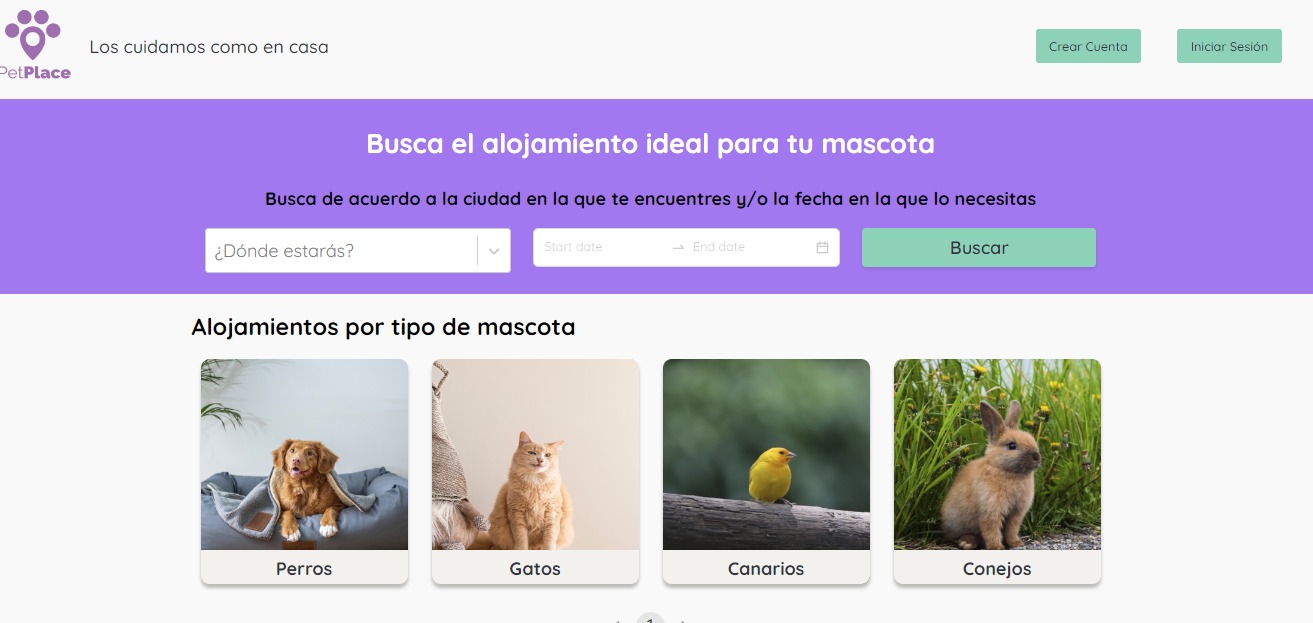 PetPlace
Los cuidamos como en casa
Crear Cuenta
Iniciar Sesión
Busca el alojamiento ideal para tu mascota
Busca de acuerdo a la ciudad en la que te encuentres y/o la fecha en la que lo necesitas
¿Dónde estarás?
Start date
End date
Buscar
Alojamientos por tipo de mascota
Perros
Gatos
Canarios
Conejos
1